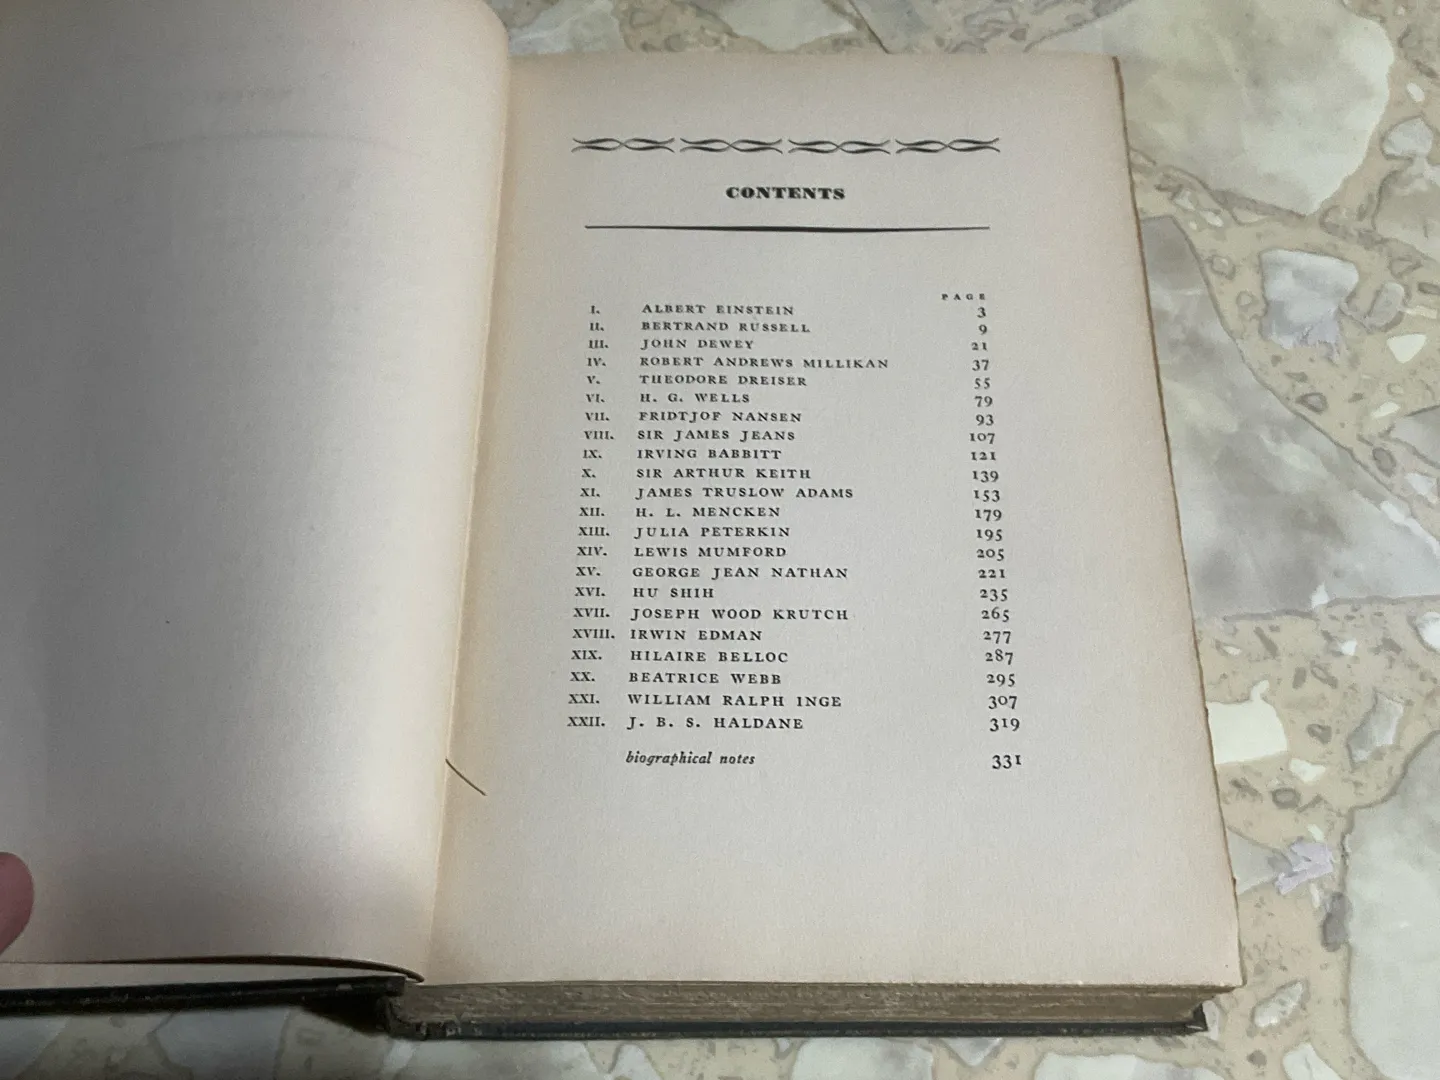 CONTENTS
PAGE
I. ALBERT EINSTEIN 3
II. BERTRAND RUSSELL 9
III. JOHN DEWEY 21
IV. ROBERT ANDREWS MILLIKAN 37
V. THEODORE DREISER 55
VI. H. G. WELLS 79
VII. FRIDTJOF NANSEN 93
VIII. SIR JAMES JEANS 107
IX. IRVING BABBITT 121
X. SIR ARTHUR KEITH 139
XI. JAMES TRUSLOW ADAMS 153
XII. H. L. MENCKEN 179
XIII. JULIA PETERKIN 195
XIV. LEWIS MUMFORD 205
XV. GEORGE JEAN NATHAN 221
XVI. HU SHIH 235
XVII. JOSEPH WOOD KRUTCH 265
XVIII. IRWIN EDMAN 277
XIX. HILAIRE BELLOC 287
XX. BEATRICE WEBB 295
XXI. WILLIAM RALPH INGE 307
XXII. J. B. S. HALDANE 319
biographical notes 331